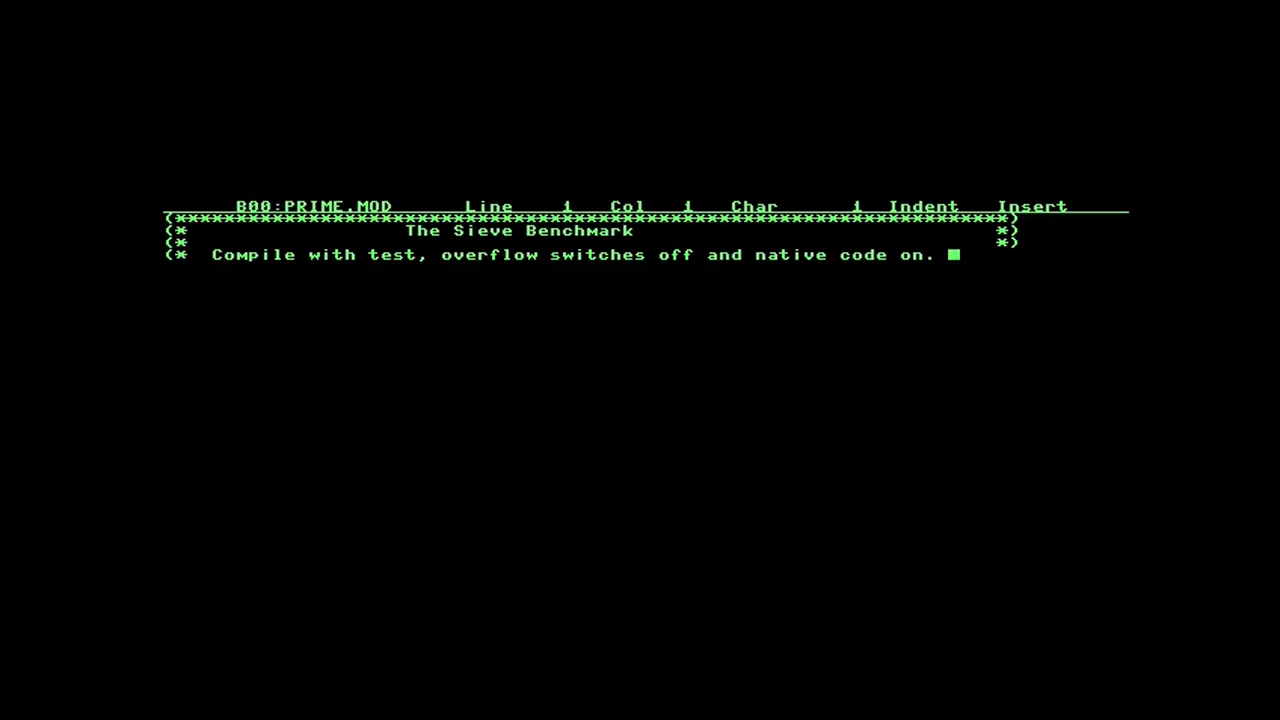 B00:PRIME.MOD Line 1 Col 1 Char 1 Indent Insert
(*********************************************************************)
(* The Sieve Benchmark *)
(* *)
(* Compile with test, overflow switches off and native code on.